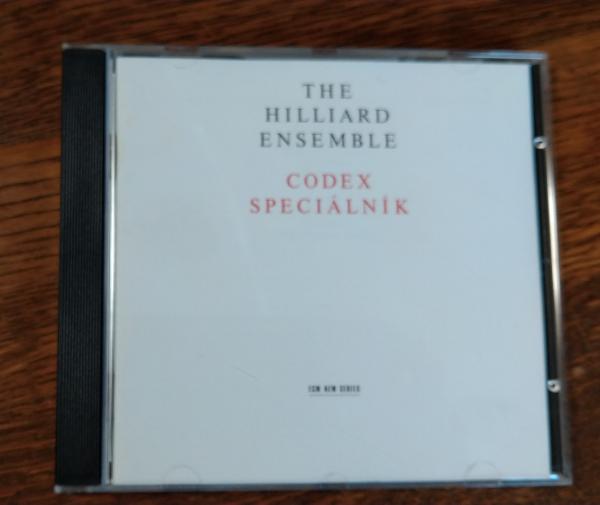 THE
HILLIARD
ENSEMBLE
CODEX
SPECIÁLNÍK
ECM NEW SERIES